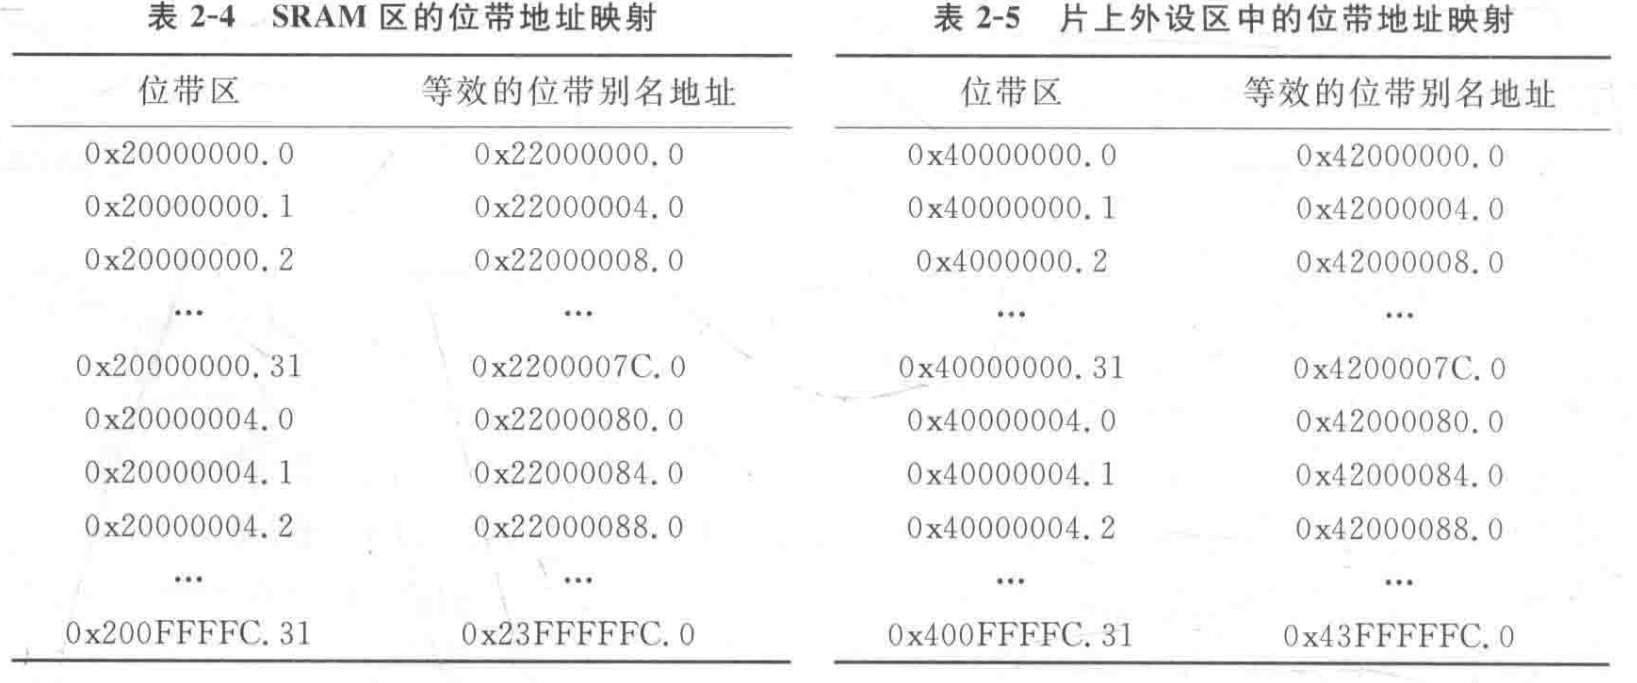 表 2-4 SRAM 区的位带地址映射
位带区 等效的位带别名地址
0x20000000.0 0x22000000.0
0x20000000.1 0x22000004.0
0x20000000.2 0x22000008.0
… …
0x20000000.31 0x2200007C.0
0x20000004.0 0x22000080.0
0x20000004.1 0x22000084.0
0x20000004.2 0x22000088.0
… …
0x200FFFFC.31 0x23FFFFFC.0
表 2-5 片上外设区中的位带地址映射
位带区 等效的位带别名地址
0x40000000.0 0x42000000.0
0x40000000.1 0x42000004.0
0x4000000.2 0x42000008.0
… …
0x40000000.31 0x4200007C.0
0x40000004.0 0x42000080.0
0x40000004.1 0x42000084.0
0x40000004.2 0x42000088.0
… …
0x400FFFFC.31 0x43FFFFFC.0